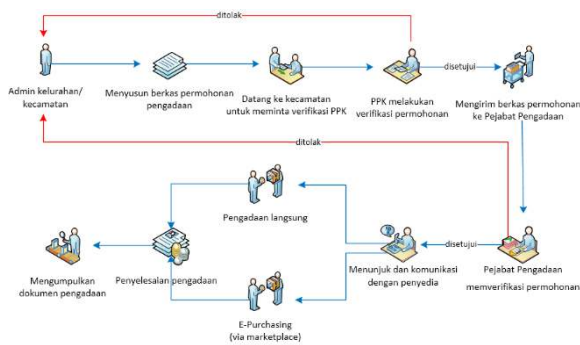 ditolak
disetujui
Admin kelurahan/
kecamatan
Menyusun berkas permohonan
pengadaan
Datang ke kecamatan
untuk meminta verifikasi PPK
PPK melakukan
verifikasi permohonan
Mengirim berkas permohonan
ke Pejabat Pengadaan
ditolak
Pengadaan langsung
disetujui
Mengumpulkan
dokumen pengadaan
Penyelesaian pengadaan
Menunjuk dan komunikasi
dengan penyedia
Pejabat Pengadaan
memverifikasi permohonan
E-Purchasing
(via marketplace)